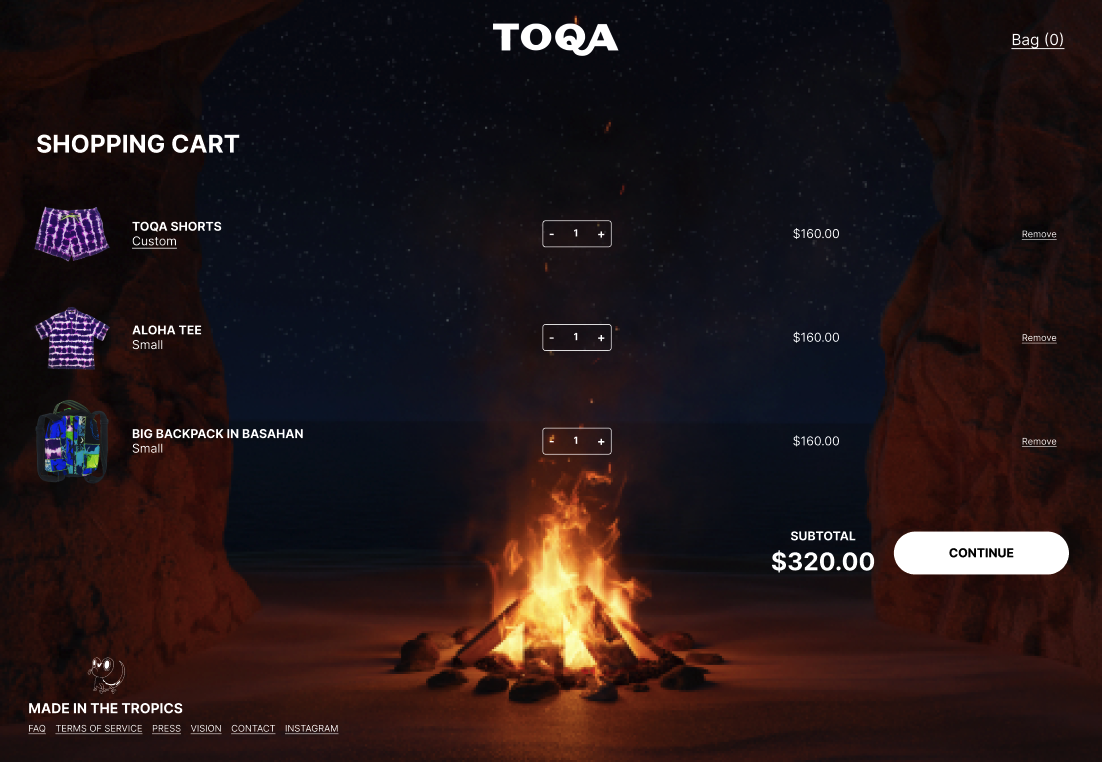 TOQA
Bag (0)
SHOPPING CART
TOQA SHORTS
Custom
- 1 +
$160.00
Remove
ALOHA TEE
Small
- 1 +
$160.00
Remove
BIG BACKPACK IN BASAHAN
Small
- 1 +
$160.00
Remove
SUBTOTAL
$320.00
CONTINUE
MADE IN THE TROPICS
FAQ TERMS OF SERVICE PRESS VISION CONTACT INSTAGRAM